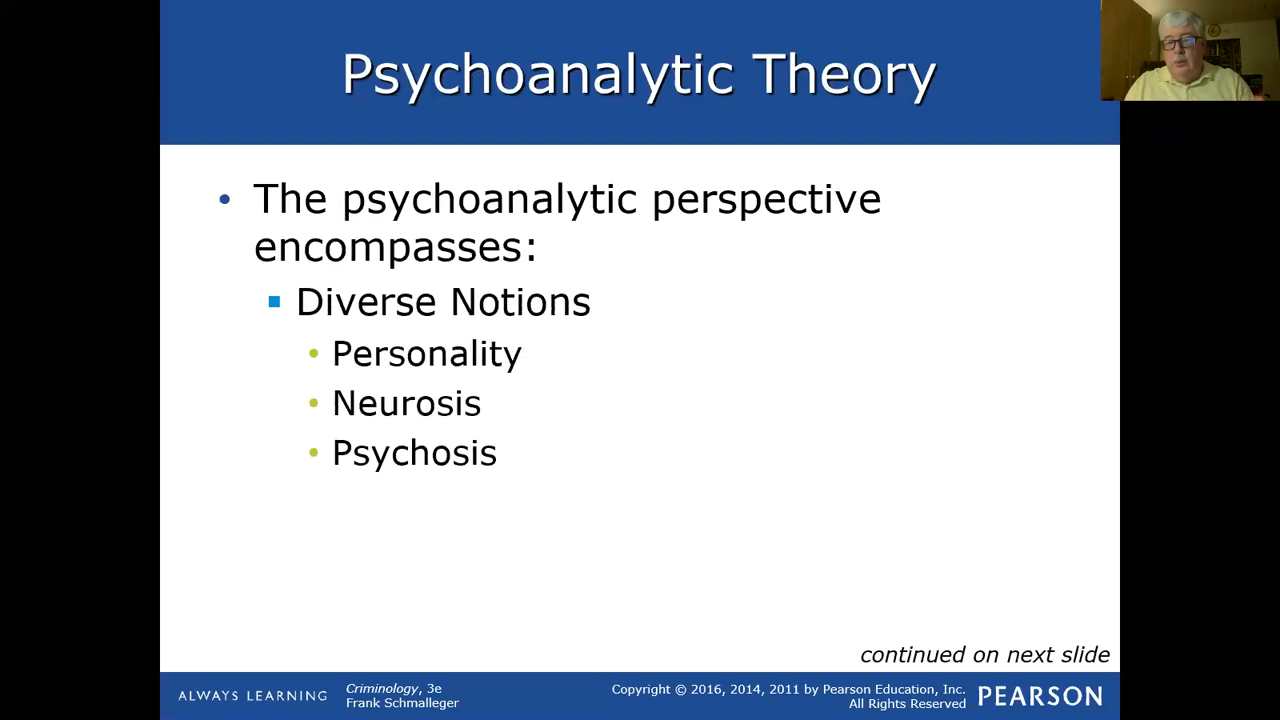 Psychoanalytic Theory
• The psychoanalytic perspective
encompasses:
▪ Diverse Notions
• Personality
• Neurosis
• Psychosis
continued on next slide
ALWAYS LEARNING
Criminology, 3e
Frank Schmalleger
Copyright © 2016, 2014, 2011 by Pearson Education, Inc.
All Rights Reserved
PEARSON